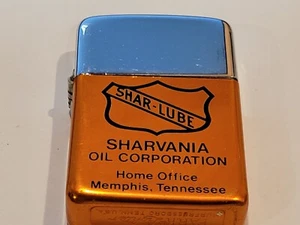 SHAR-LUBE
SHARVANIA
OIL CORPORATION
Home Office
Memphis, Tennessee